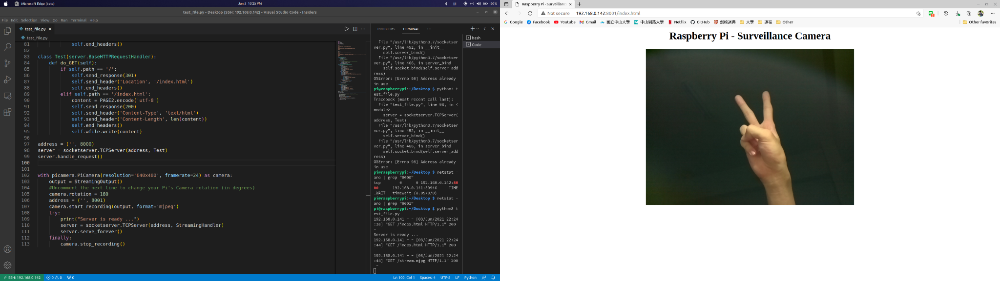 Microsoft Edge (beta)
Jun 3 10:25 PM
100 %
test_file.py - Desktop [SSH: 192.168.0.142] - Visual Studio Code - Insiders
File Edit Selection View Go Run Terminal Help
test_file.py
test_file.py
81 self.end_headers()
82
83 class Test(server.BaseHTTPRequestHandler):
84 def do_GET(self):
85 if self.path == '/':
86 self.send_response(301)
87 self.send_header('Location', '/index.html')
88 self.end_headers()
89 elif self.path == '/index.html':
90 content = PAGE2.encode('utf-8')
91 self.send_response(200)
92 self.send_header('Content-Type', 'text/html')
93 self.send_header('Content-Length', len(content))
94 self.end_headers()
95 self.wfile.write(content)
96
97 address = ('', 8000)
98 server = socketserver.TCPServer(address, Test)
99 server.handle_request()
100
101
102 with picamera.PiCamera(resolution='640x480', framerate=24) as camera:
103 output = StreamingOutput()
104 #Uncomment the next line to change your Pi's Camera rotation (in degrees)
105 camera.rotation = 180
106 address = ('', 8001)
107 camera.start_recording(output, format='mjpeg')
108 try:
109 print("Server is ready ...")
110 server = socketserver.TCPServer(address, StreamingHandler)
111 server.serve_forever()
112 finally:
113 camera.stop_recording()
PROBLEMS TERMINAL
bash
Code
File "/usr/lib/python3.7/socketser
ver.py", line 452, in __init__
self.server_bind()
File "/usr/lib/python3.7/socketser
ver.py", line 466, in server_bind
self.socket.bind(self.server_add
ress)
OSError: [Errno 98] Address already
in use
pi@raspberrypi:~/Desktop $ python3 t
est_file.py
Traceback (most recent call last):
File "test_file.py", line 98, in <
module>
server = socketserver.TCPServer(
address, Test)
File "/usr/lib/python3.7/socketser
ver.py", line 452, in __init__
self.server_bind()
File "/usr/lib/python3.7/socketser
ver.py", line 466, in server_bind
self.socket.bind(self.server_add
ress)
OSError: [Errno 98] Address already
in use
pi@raspberrypi:~/Desktop $ netstat -
ano | grep "8000"
tcp 0 0 192.168.0.142:80
00 192.168.0.141:39946 TIME
_WAIT timewait (8.05/0/0)
pi@raspberrypi:~/Desktop $ netstat -
ano | grep "8001"
pi@raspberrypi:~/Desktop $ python3 t
est_file.py
192.168.0.141 - - [03/Jun/2021 22:24
:38] "GET /index.html HTTP/1.1" 200
-
Server is ready ...
192.168.0.141 - - [03/Jun/2021 22:24
:44] "GET /index.html HTTP/1.1" 200
-
192.168.0.141 - - [03/Jun/2021 22:24
:44] "GET /stream.mjpg HTTP/1.1" 200
-
SSH: 192.168.0.142 0 0 0
Ln 100, Col 1 Spaces: 4 UTF-8 LF Python
Raspberry Pi - Surveillanc
Not secure 192.168.0.142:8001/index.html
Google Facebook Youtube Gmail 國立中山大學 中山網路大學 Netflix GitHub 劍橋詞典 大學 課程 Other Other favorites
Raspberry Pi - Surveillance Camera